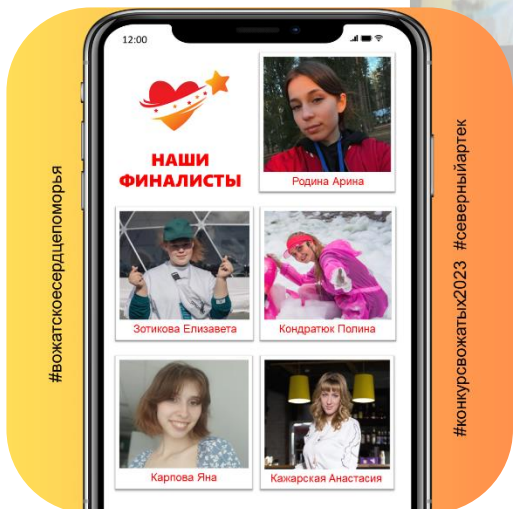 12:00
НАШИ
ФИНАЛИСТЫ
Родина Арина
Зотикова Елизавета
Кондратюк Полина
Карпова Яна
Кажарская Анастасия
#вожатскоесердцепоморья
#конкурсвожатых2023 #северныйартек